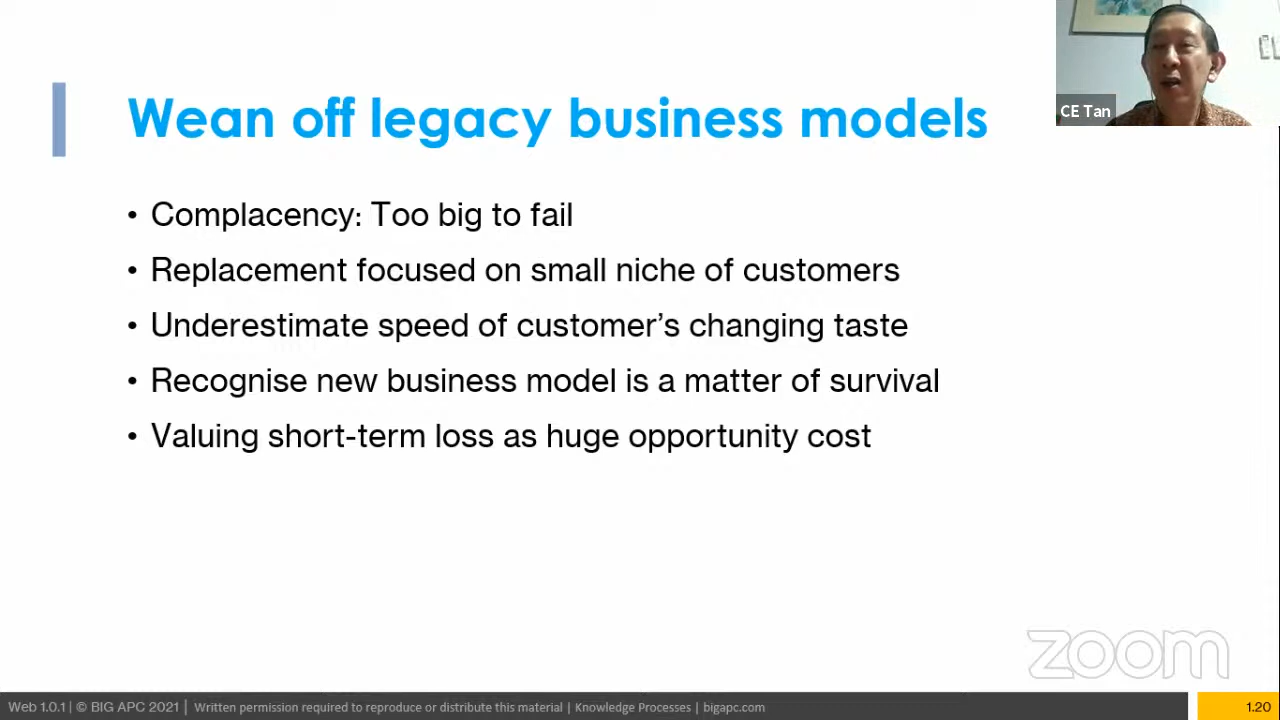 Wean off legacy business models
CE Tan
• Complacency: Too big to fail
• Replacement focused on small niche of customers
• Underestimate speed of customer’s changing taste
• Recognise new business model is a matter of survival
• Valuing short-term loss as huge opportunity cost
zoom
Web 1.0.1 | © BIG APC 2021 | Written permission required to reproduce or distribute this material | Knowledge Processes | bigapc.com
1.20